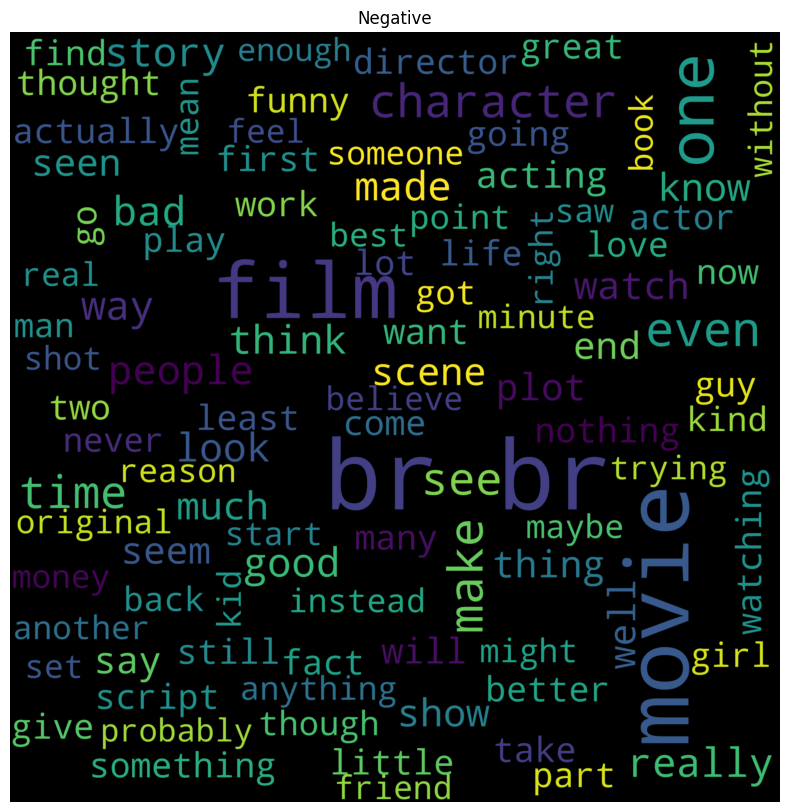 Negative
find story enough director great
thought mean funny character one without
actually feel someone going book
seen first made acting know
go bad work best point saw actor
play lot life right love
real way film got watch now
man think want minute end even
shot people scene plot guy
two least believe kind
never look come nothing
reason br see br trying
time much movie watching
original start many make maybe
seem good thing
money back kid instead well
another still fact will might girl
set say anything better
script show
give probably though take
something little part really
friend